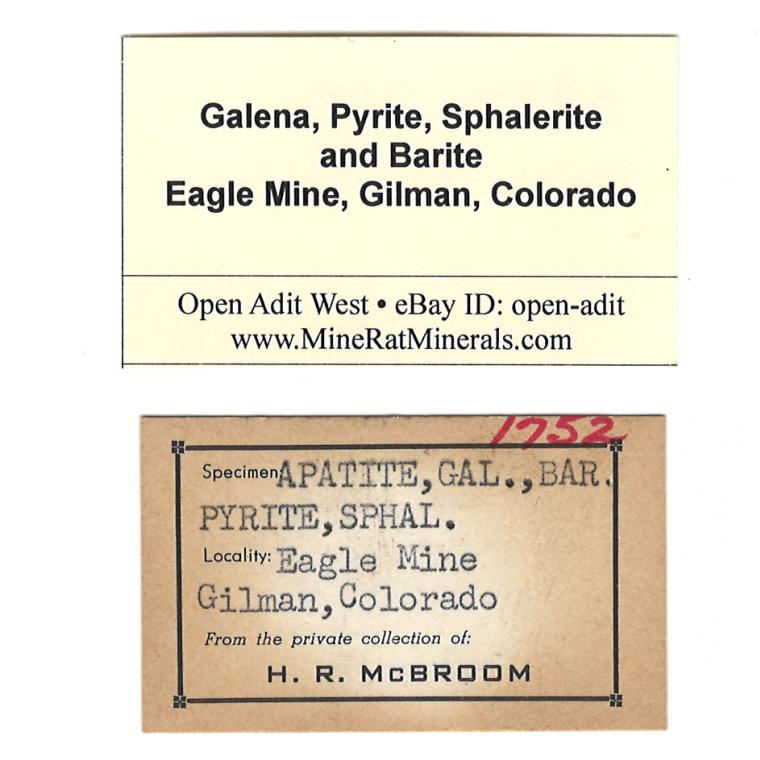 Galena, Pyrite, Sphalerite
and Barite
Eagle Mine, Gilman, Colorado
Open Adit West • eBay ID: open-adit
www.MineRatMinerals.com
1752
Specimen: APATITE,GAL.,BAR.
PYRITE,SPHAL.
Locality: Eagle Mine
Gilman,Colorado
From the private collection of:
H. R. McBROOM